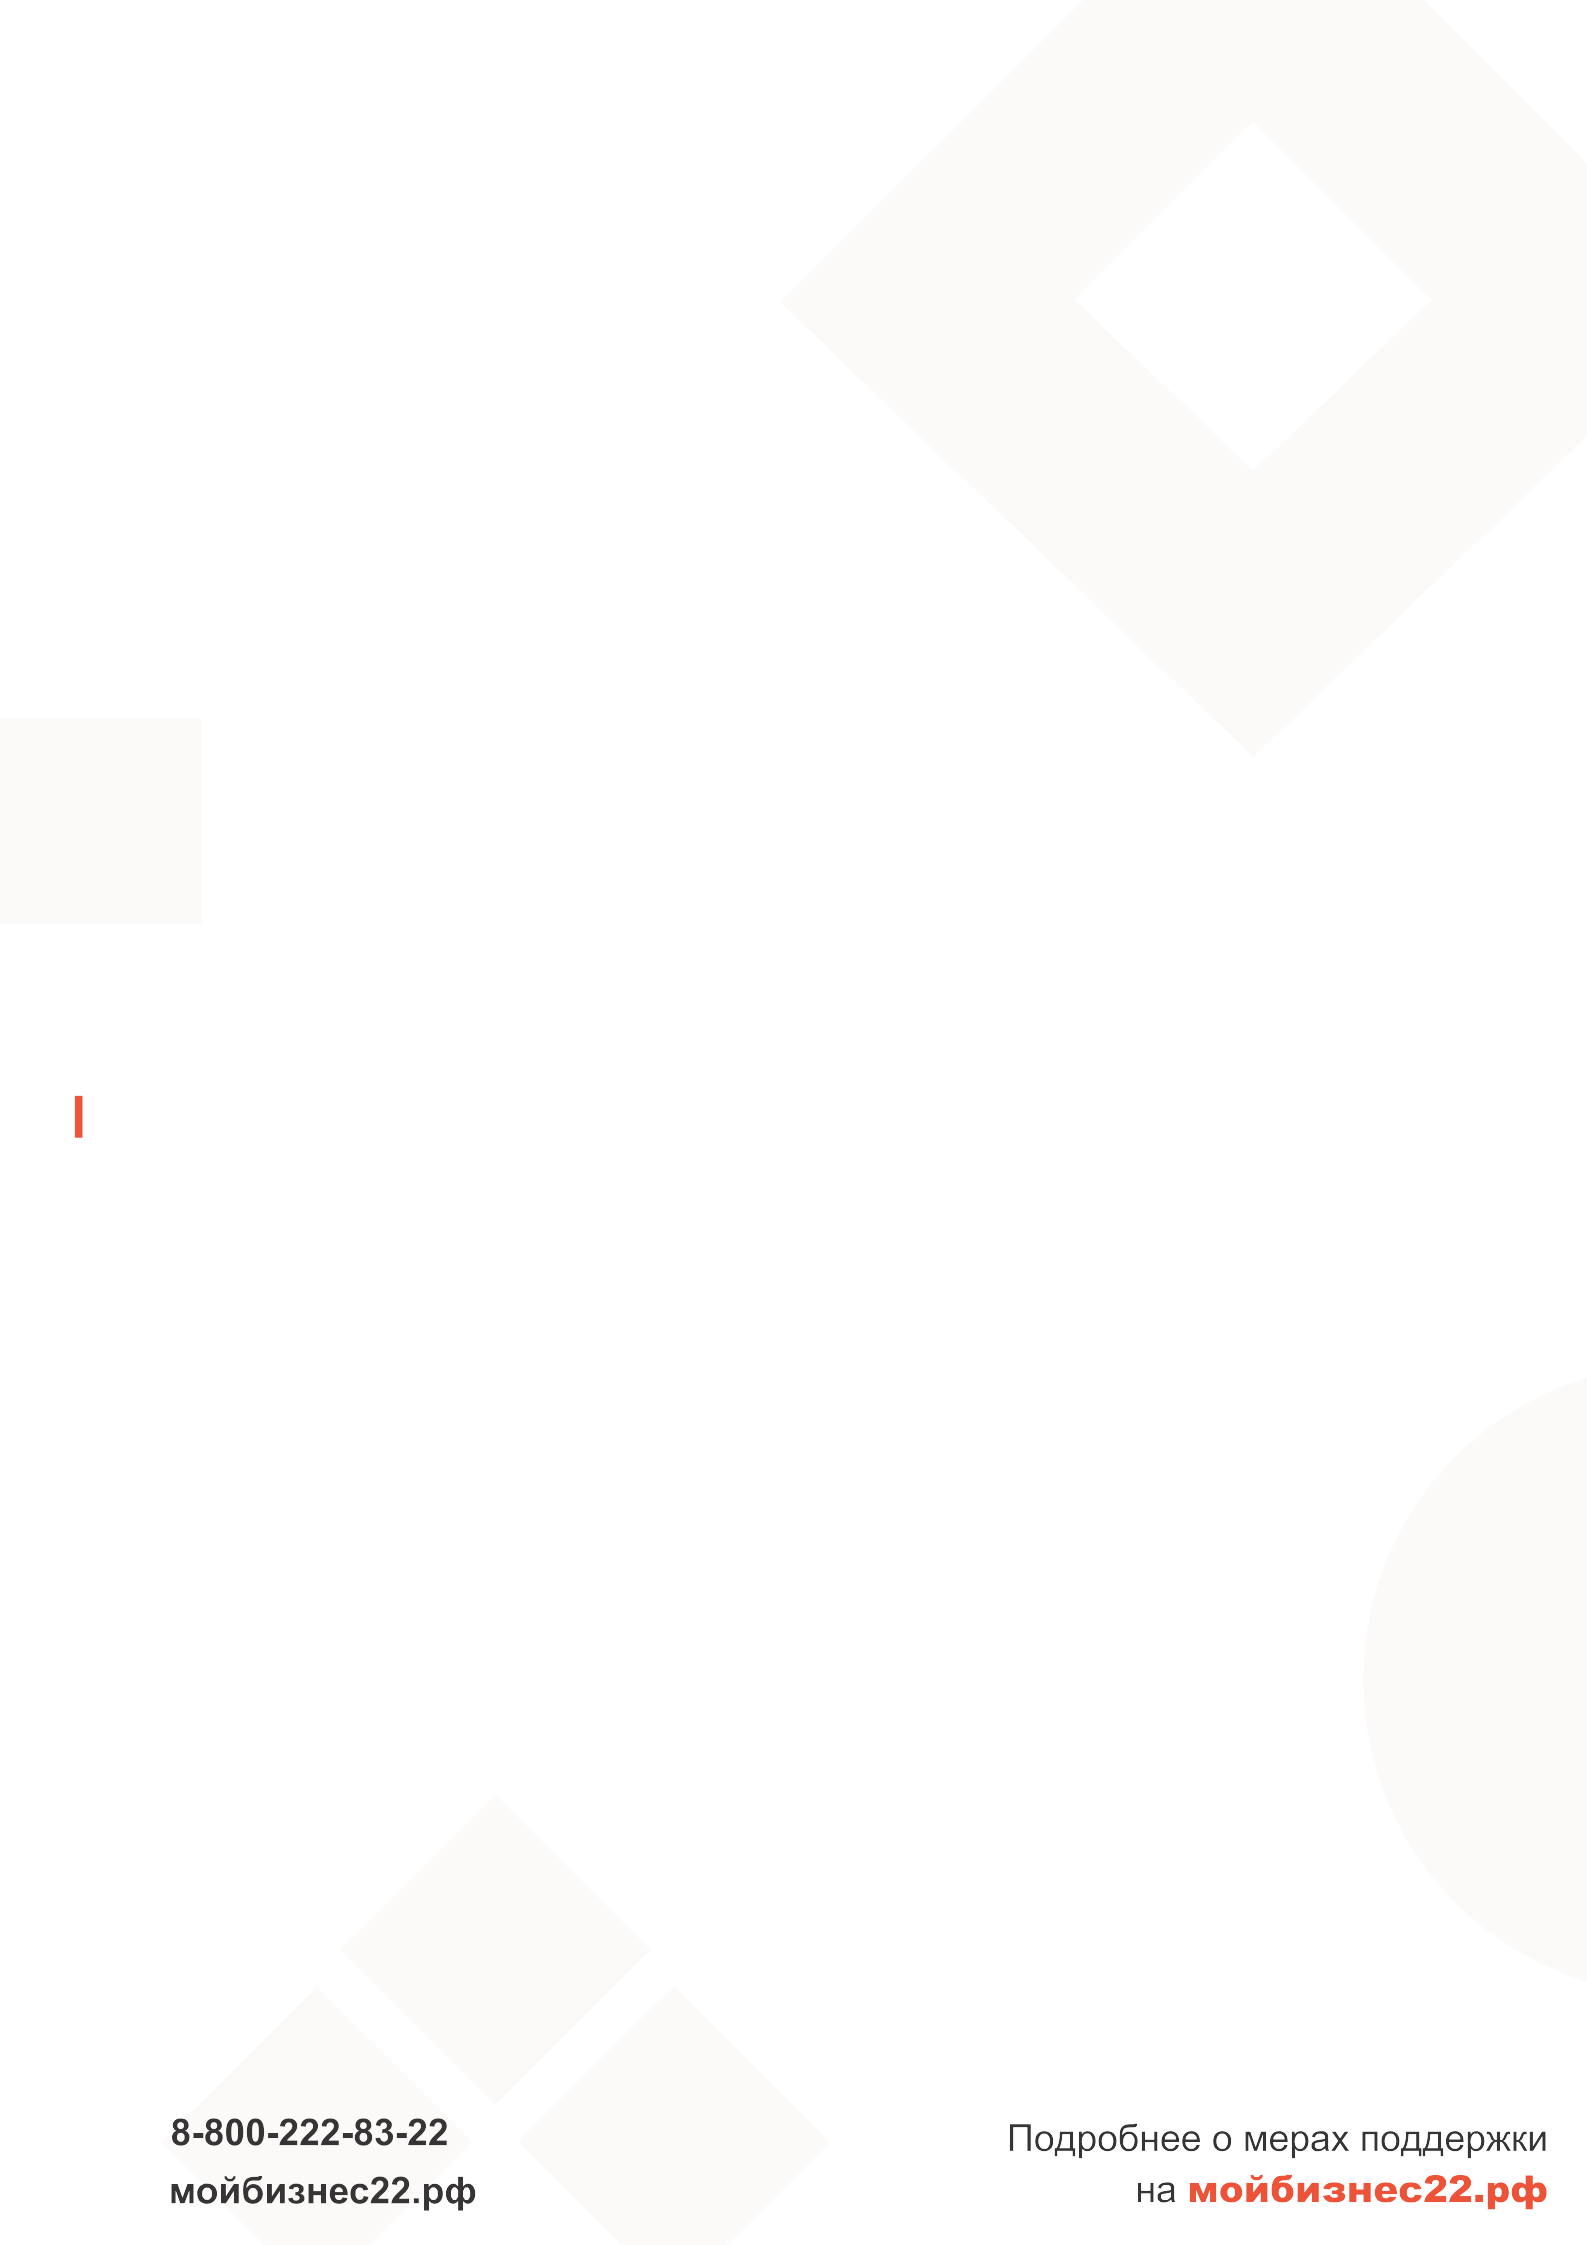 8-800-222-83-22
мойбизнес22.рф
Подробнее о мерах поддержки
на мойбизнес22.рф